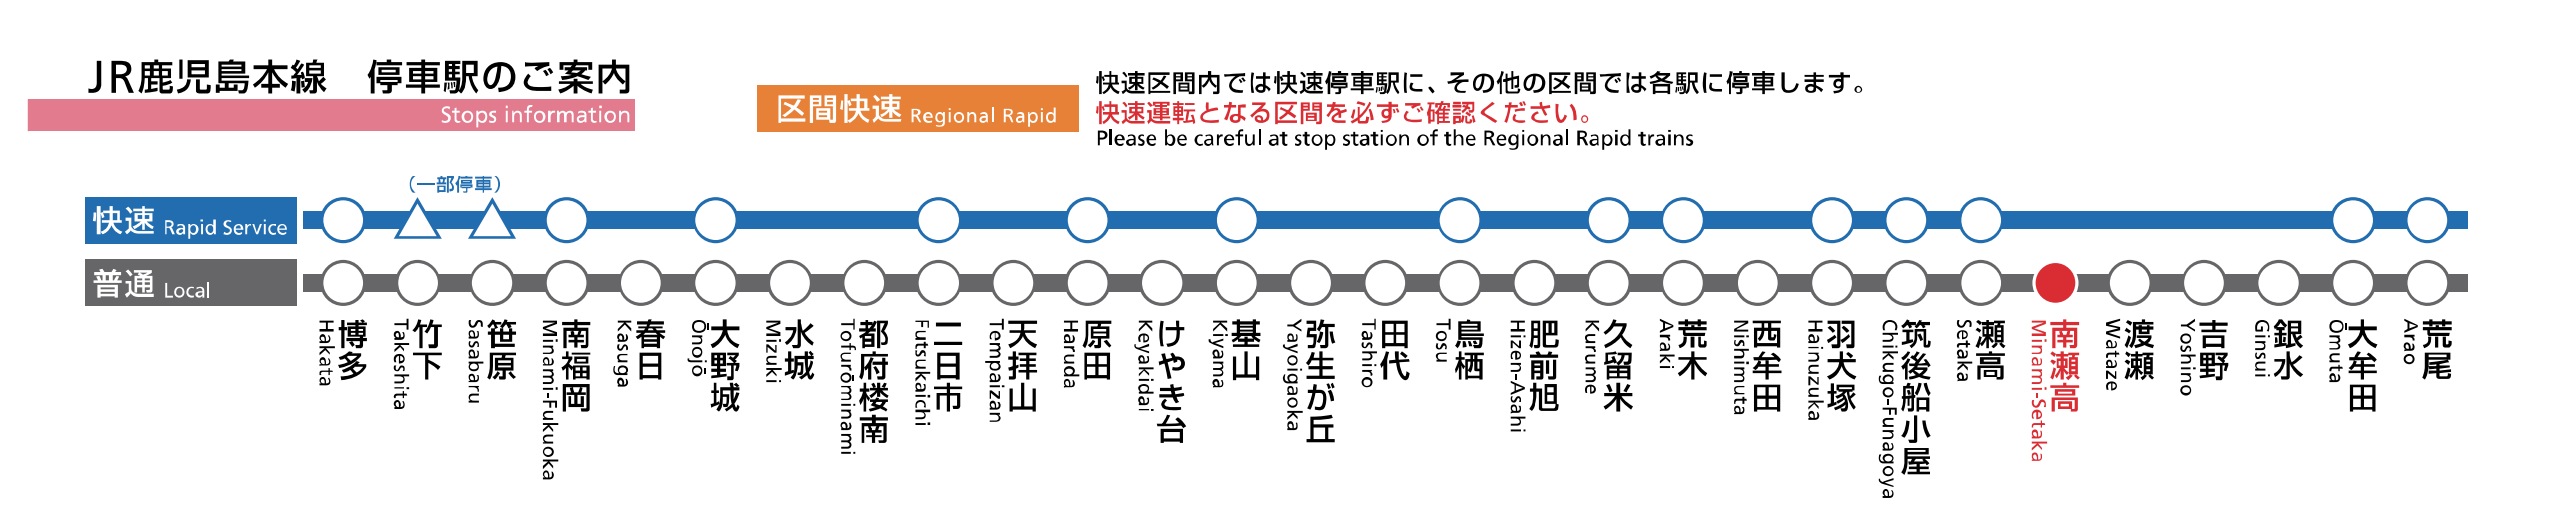 JR鹿児島本線　停車駅のご案内
Stops information
区間快速 Regional Rapid
快速区間内では快速停車駅に、その他の区間では各駅に停車します。
快速運転となる区間を必ずご確認ください。
Please be careful at stop station of the Regional Rapid trains
（一部停車）
快速 Rapid Service
普通 Local
博多
Hakata
竹下
Takeshita
笹原
Sasabaru
南福岡
Minami-Fukuoka
春日
Kasuga
大野城
Ōnojō
水城
Mizuki
都府楼南
Tofurōminami
二日市
Futsukaichi
天拝山
Tempaizan
原田
Haruda
けやき台
Keyakidai
基山
Kiyama
弥生が丘
Yayoigaoka
田代
Tashiro
鳥栖
Tosu
肥前旭
Hizen-Asahi
久留米
Kurume
荒木
Araki
西牟田
Nishimuta
羽犬塚
Hainuzuka
筑後船小屋
Chikugo-Funagoya
瀬高
Setaka
南瀬高
Minami-Setaka
渡瀬
Wataze
吉野
Yoshino
銀水
Ginsui
大牟田
Ōmuta
荒尾
Arao